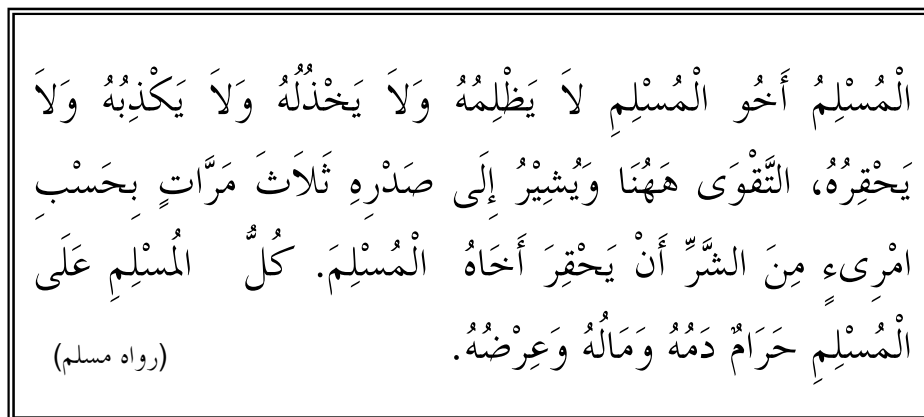 الْمُسْلِمُ أَخُو الْمُسْلِمِ لاَ يَظْلِمُهُ وَلاَ يَخْذُلُهُ وَلاَ يَكْذِبُهُ وَلاَ
يَحْقِرُهُ، التَّقْوَى هَهُنَا وَيُشِيْرُ إِلَى صَدْرِهِ ثَلاَثَ مَرَّاتٍ بِحَسْبِ
امْرِىءٍ مِنَ الشَّرِّ أَنْ يَحْقِرَ أَخَاهُ الْمُسْلِمَ. كُلُّ الْمُسْلِمِ عَلَى
الْمُسْلِمِ حَرَامٌ دَمُهُ وَمَالُهُ وَعِرْضُهُ. (رواه مسلم)